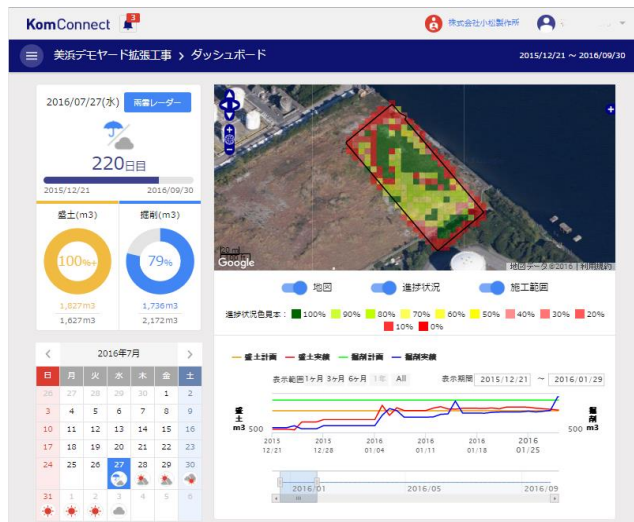 KomConnect 3
株式会社小松製作所
美浜デモヤード拡張工事 > ダッシュボード
2015/12/21 ~ 2016/09/30
2016/07/27(水) 雨雲レーダー
220日目
2015/12/21 2016/09/30
盛土(m3) 掘削(m3)
100%+ 79%
1,827m3 1,736m3
1,627m3 2,172m3
Google
地図データ ©2016 利用規約
地図 進捗状況 施工範囲
進捗状況色見本: 100% 90% 80% 70% 60% 50% 40% 30% 20%
10% 0%
< 2016年7月 >
日 月 火 水 木 金 土
26 27 28 29 30 1 2
3 4 5 6 7 8 9
10 11 12 13 14 15 16
17 18 19 20 21 22 23
24 25 26 27 28 29 30
31 1 2 3 4 5 6
盛土計画 盛土実績 掘削計画 掘削実績
表示範囲 1ヶ月 3ヶ月 6ヶ月 1年 All 表示期間 2015/12/21 ~ 2016/01/29
盛土 m3 500
500 掘削 m3
2015 2015 2016 2016 2016 2016
12/21 12/28 01/04 01/11 01/18 01/25
2016/01 2016/05 2016/09